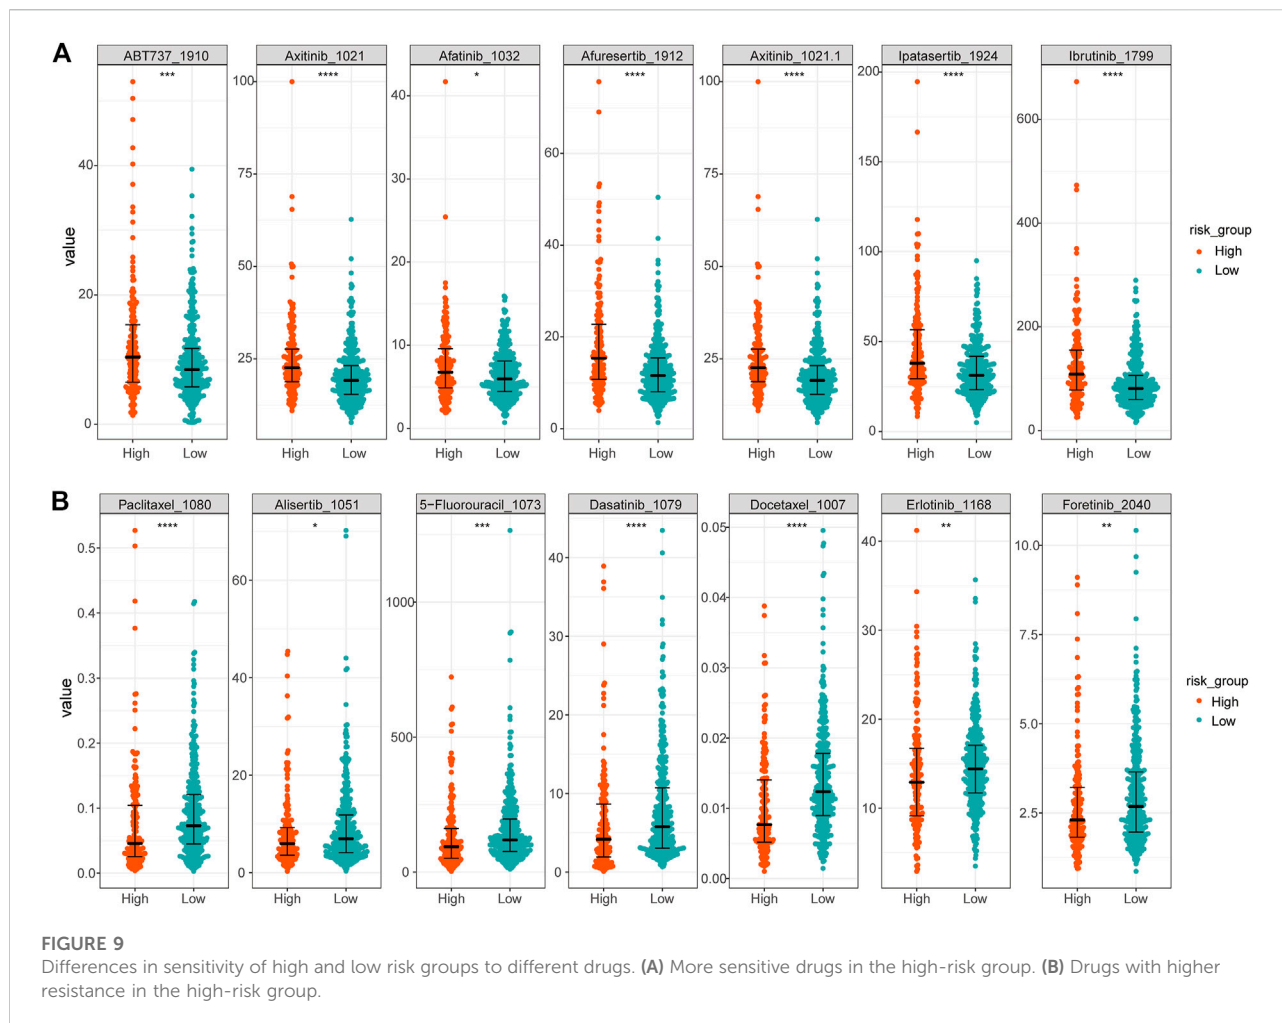 A
ABT737_1910 Axitinib_1021 Afatinib_1032 Afuresertib_1912 Axitinib_1021.1 Ipatasertib_1924 Ibrutinib_1799
*** **** * **** **** **** ****
value
0 20 40
25 50 75 100
0 10 20 30 40
0 20 40 60 80
25 50 75 100
0 50 100 150 200
0 200 400 600
High Low High Low High Low High Low High Low High Low High Low
risk_group
High
Low
B
Paclitaxel_1080 Alisertib_1051 5−Fluorouracil_1073 Dasatinib_1079 Docetaxel_1007 Erlotinib_1168 Foretinib_2040
**** * *** **** **** ** **
value
0.0 0.1 0.2 0.3 0.4 0.5
0 20 40 60
0 500 1000
0 10 20 30 40
0.00 0.01 0.02 0.03 0.04 0.05
10 20 30 40
2.5 5.0 7.5 10.0
High Low High Low High Low High Low High Low High Low High Low
risk_group
High
Low
FIGURE 9
Differences in sensitivity of high and low risk groups to different drugs. (A) More sensitive drugs in the high-risk group. (B) Drugs with higher
resistance in the high-risk group.